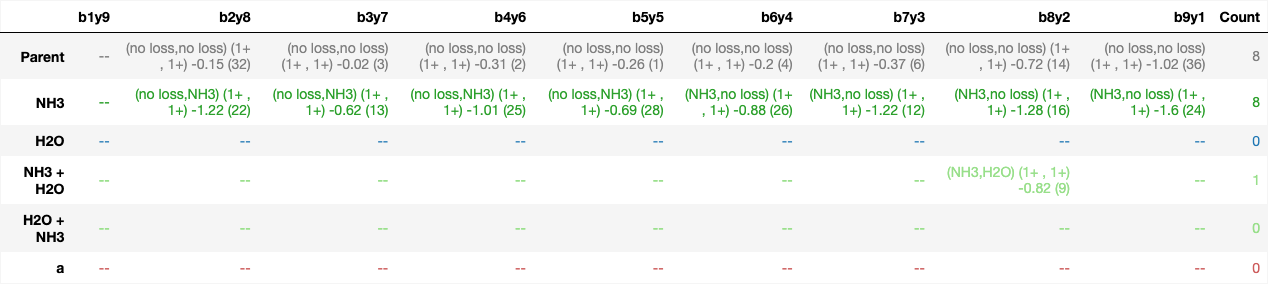 b1y9 b2y8 b3y7 b4y6 b5y5 b6y4 b7y3 b8y2 b9y1 Count
Parent -- (no loss,no loss) (1+ , 1+) -0.15 (32) (no loss,no loss) (1+ , 1+) -0.02 (3) (no loss,no loss) (1+ , 1+) -0.31 (2) (no loss,no loss) (1+ , 1+) -0.26 (1) (no loss,no loss) (1+ , 1+) -0.2 (4) (no loss,no loss) (1+ , 1+) -0.37 (6) (no loss,no loss) (1+ , 1+) -0.72 (14) (no loss,no loss) (1+ , 1+) -1.02 (36) 8
NH3 -- (no loss,NH3) (1+ , 1+) -1.22 (22) (no loss,NH3) (1+ , 1+) -0.62 (13) (no loss,NH3) (1+ , 1+) -1.01 (25) (no loss,NH3) (1+ , 1+) -0.69 (28) (NH3,no loss) (1+ , 1+) -0.88 (26) (NH3,no loss) (1+ , 1+) -1.22 (12) (NH3,no loss) (1+ , 1+) -1.28 (16) (NH3,no loss) (1+ , 1+) -1.6 (24) 8
H2O -- -- -- -- -- -- -- -- -- 0
NH3 + H2O -- -- -- -- -- -- -- (NH3,H2O) (1+ , 1+) -0.82 (9) -- 1
H2O + NH3 -- -- -- -- -- -- -- -- -- 0
a -- -- -- -- -- -- -- -- -- 0